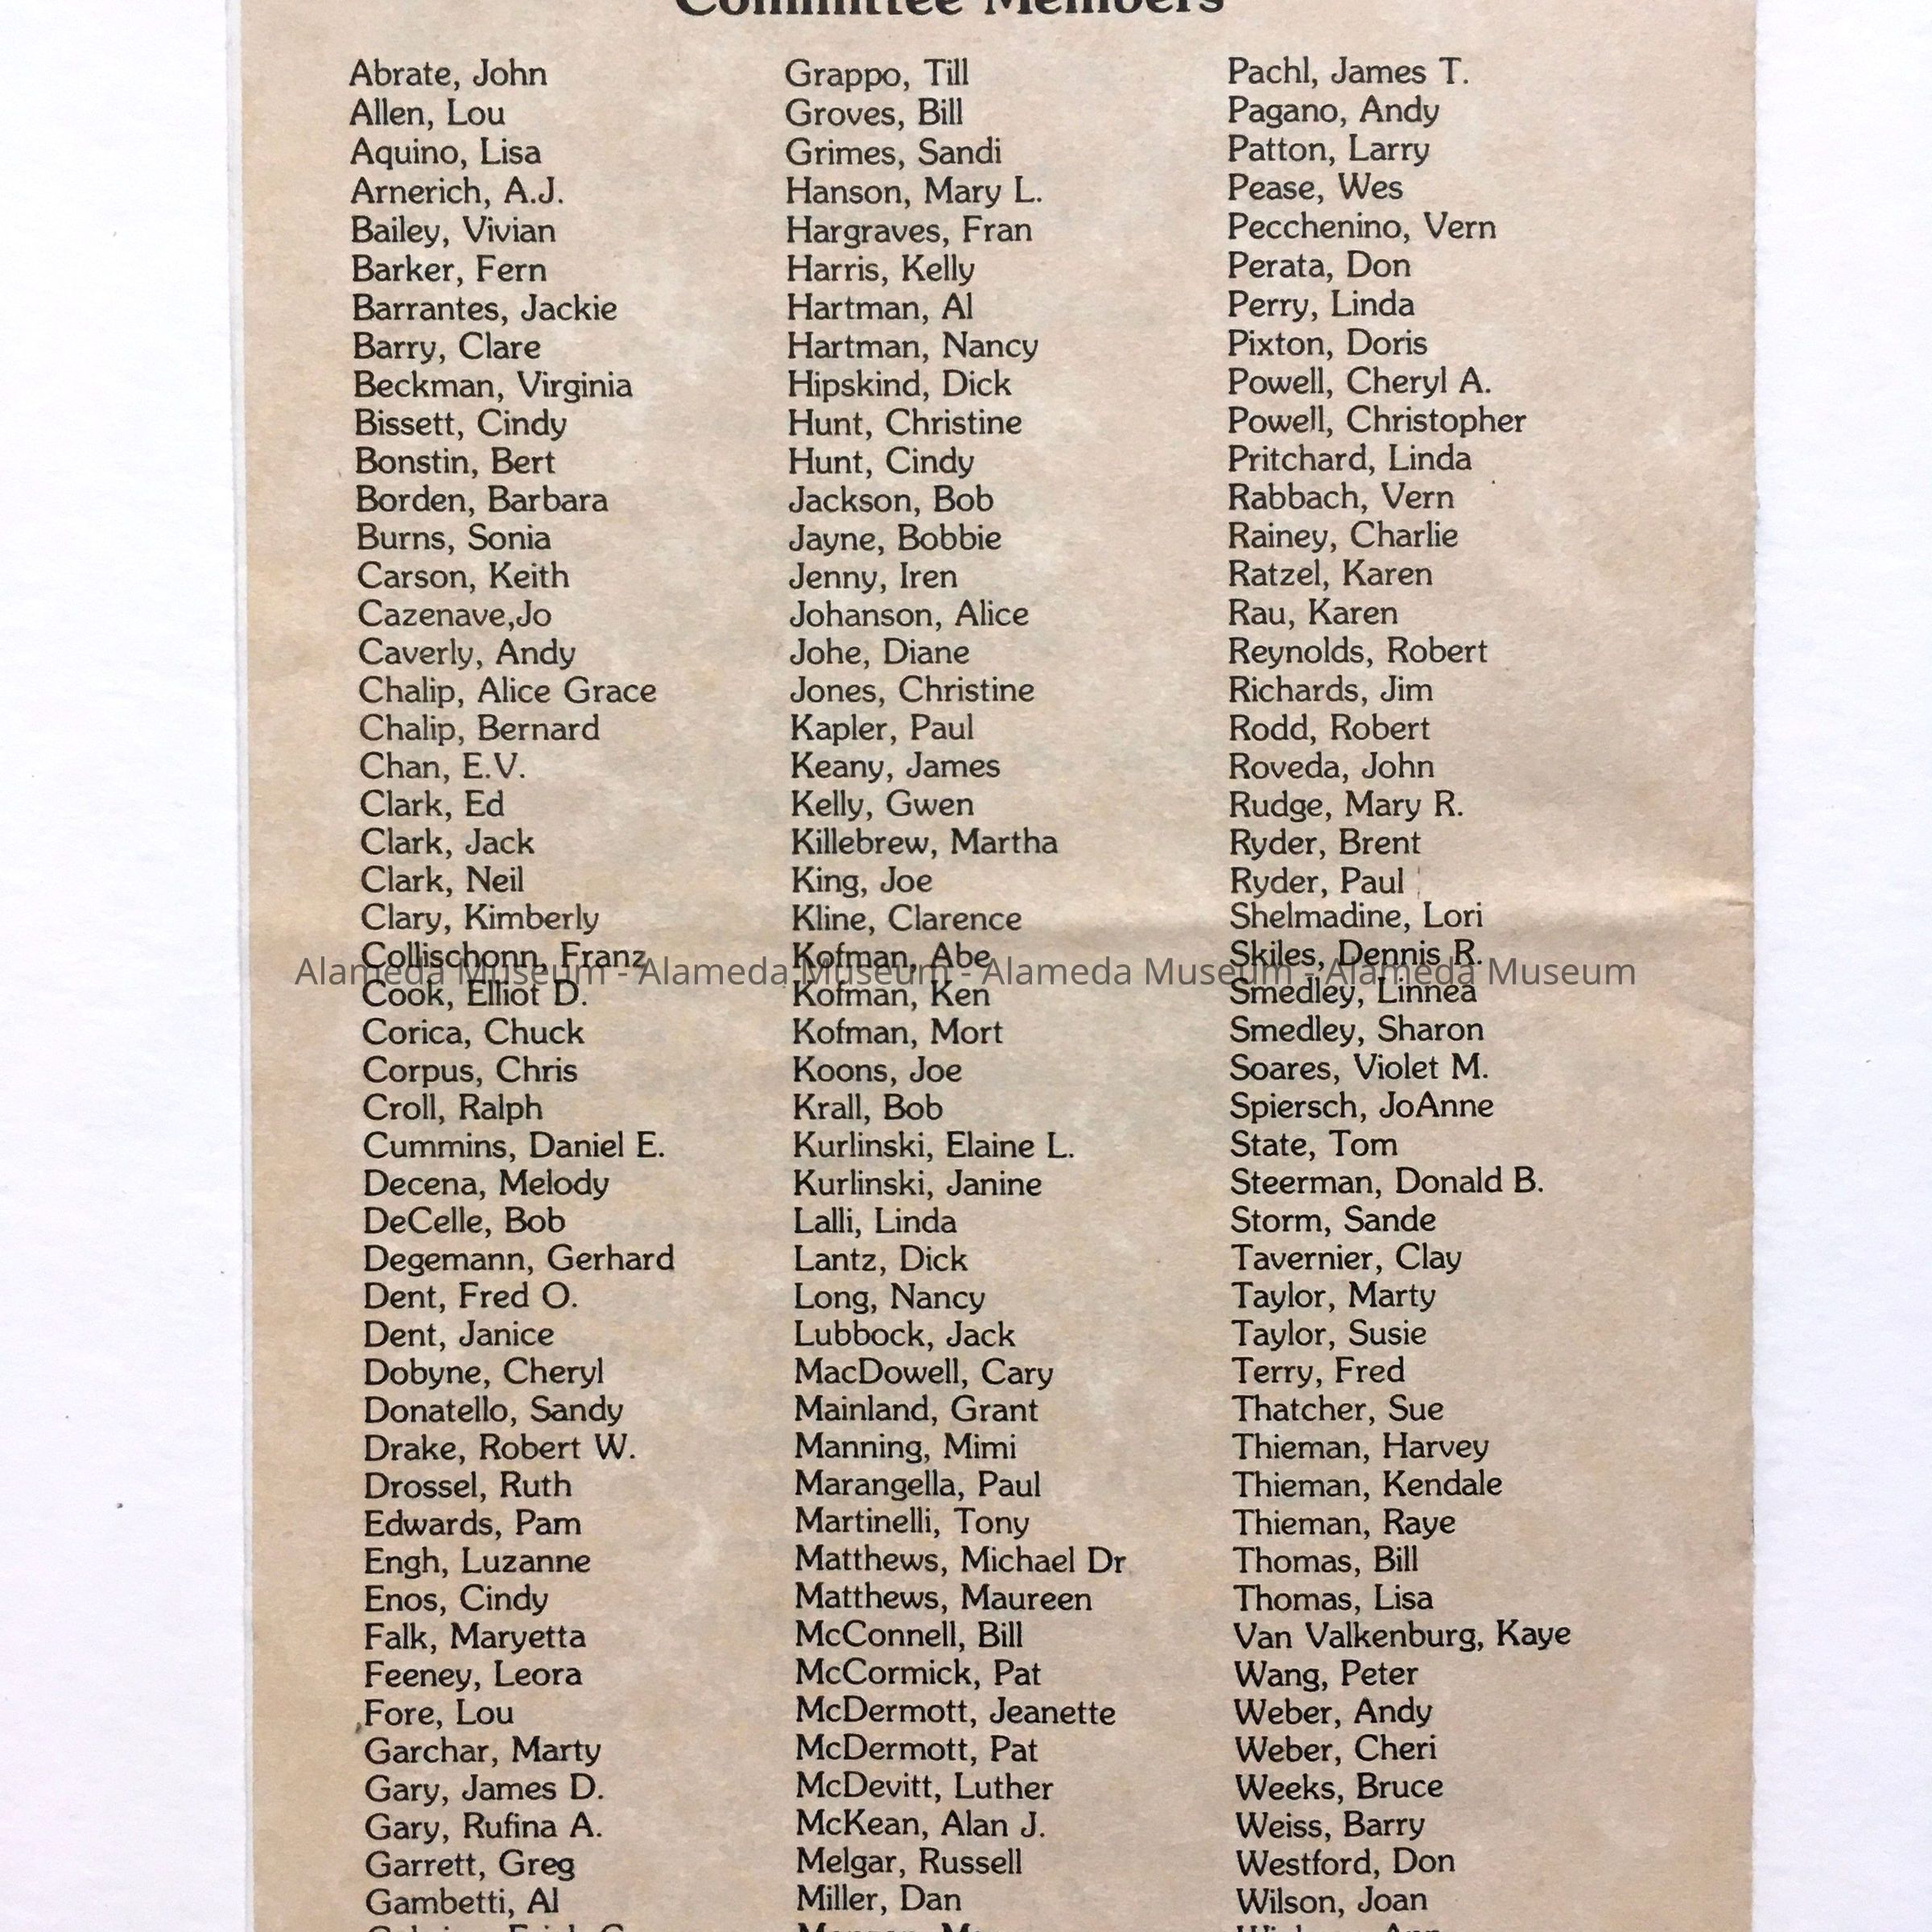 Committee Members
Abrate, John
Allen, Lou
Aquino, Lisa
Arnerich, A.J.
Bailey, Vivian
Barker, Fern
Barrantes, Jackie
Barry, Clare
Beckman, Virginia
Bissett, Cindy
Bonstin, Bert
Borden, Barbara
Burns, Sonia
Carson, Keith
Cazenave,Jo
Caverly, Andy
Chalip, Alice Grace
Chalip, Bernard
Chan, E.V.
Clark, Ed
Clark, Jack
Clark, Neil
Clary, Kimberly
Collischonn, Franz
Cook, Elliot D.
Corica, Chuck
Corpus, Chris
Croll, Ralph
Cummins, Daniel E.
Decena, Melody
DeCelle, Bob
Degemann, Gerhard
Dent, Fred O.
Dent, Janice
Dobyne, Cheryl
Donatello, Sandy
Drake, Robert W.
Drossel, Ruth
Edwards, Pam
Engh, Luzanne
Enos, Cindy
Falk, Maryetta
Feeney, Leora
Fore, Lou
Garchar, Marty
Gary, James D.
Gary, Rufina A.
Garrett, Greg
Gambetti, Al
Grappo, Till
Groves, Bill
Grimes, Sandi
Hanson, Mary L.
Hargraves, Fran
Harris, Kelly
Hartman, Al
Hartman, Nancy
Hipskind, Dick
Hunt, Christine
Hunt, Cindy
Jackson, Bob
Jayne, Bobbie
Jenny, Iren
Johanson, Alice
Johe, Diane
Jones, Christine
Kapler, Paul
Keany, James
Kelly, Gwen
Killebrew, Martha
King, Joe
Kline, Clarence
Kofman, Abe
Kofman, Ken
Kofman, Mort
Koons, Joe
Krall, Bob
Kurlinski, Elaine L.
Kurlinski, Janine
Lalli, Linda
Lantz, Dick
Long, Nancy
Lubbock, Jack
MacDowell, Cary
Mainland, Grant
Manning, Mimi
Marangella, Paul
Martinelli, Tony
Matthews, Michael Dr
Matthews, Maureen
McConnell, Bill
McCormick, Pat
McDermott, Jeanette
McDermott, Pat
McDevitt, Luther
McKean, Alan J.
Melgar, Russell
Miller, Dan
Pachl, James T.
Pagano, Andy
Patton, Larry
Pease, Wes
Pecchenino, Vern
Perata, Don
Perry, Linda
Pixton, Doris
Powell, Cheryl A.
Powell, Christopher
Pritchard, Linda
Rabbach, Vern
Rainey, Charlie
Ratzel, Karen
Rau, Karen
Reynolds, Robert
Richards, Jim
Rodd, Robert
Roveda, John
Rudge, Mary R.
Ryder, Brent
Ryder, Paul
Shelmadine, Lori
Skiles, Dennis R.
Smedley, Linnea
Smedley, Sharon
Soares, Violet M.
Spiersch, JoAnne
State, Tom
Steerman, Donald B.
Storm, Sande
Tavernier, Clay
Taylor, Marty
Taylor, Susie
Terry, Fred
Thatcher, Sue
Thieman, Harvey
Thieman, Kendale
Thieman, Raye
Thomas, Bill
Thomas, Lisa
Van Valkenburg, Kaye
Wang, Peter
Weber, Andy
Weber, Cheri
Weeks, Bruce
Weiss, Barry
Westford, Don
Wilson, Joan
Alameda Museum - Alameda Museum - Alameda Museum - Alameda Museum